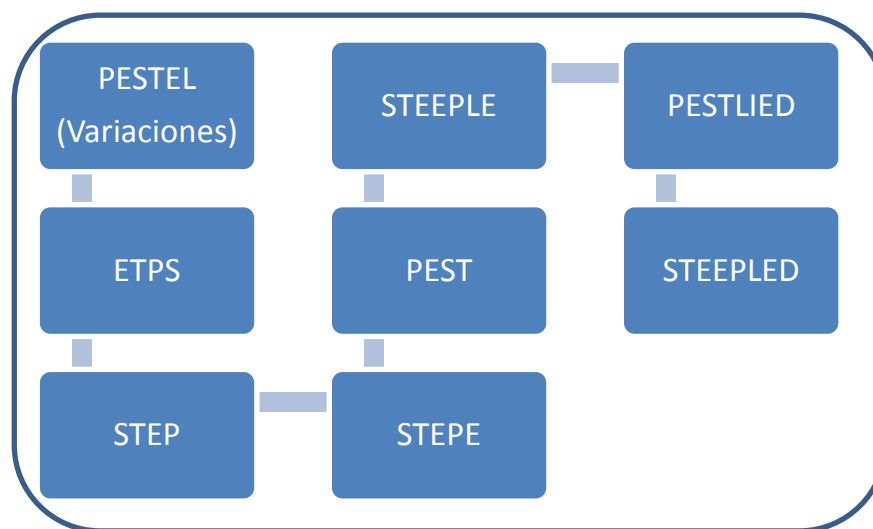 PESTEL
(Variaciones)
ETPS
STEP
STEPE
PEST
STEEPLE
PESTLIED
STEEPLED